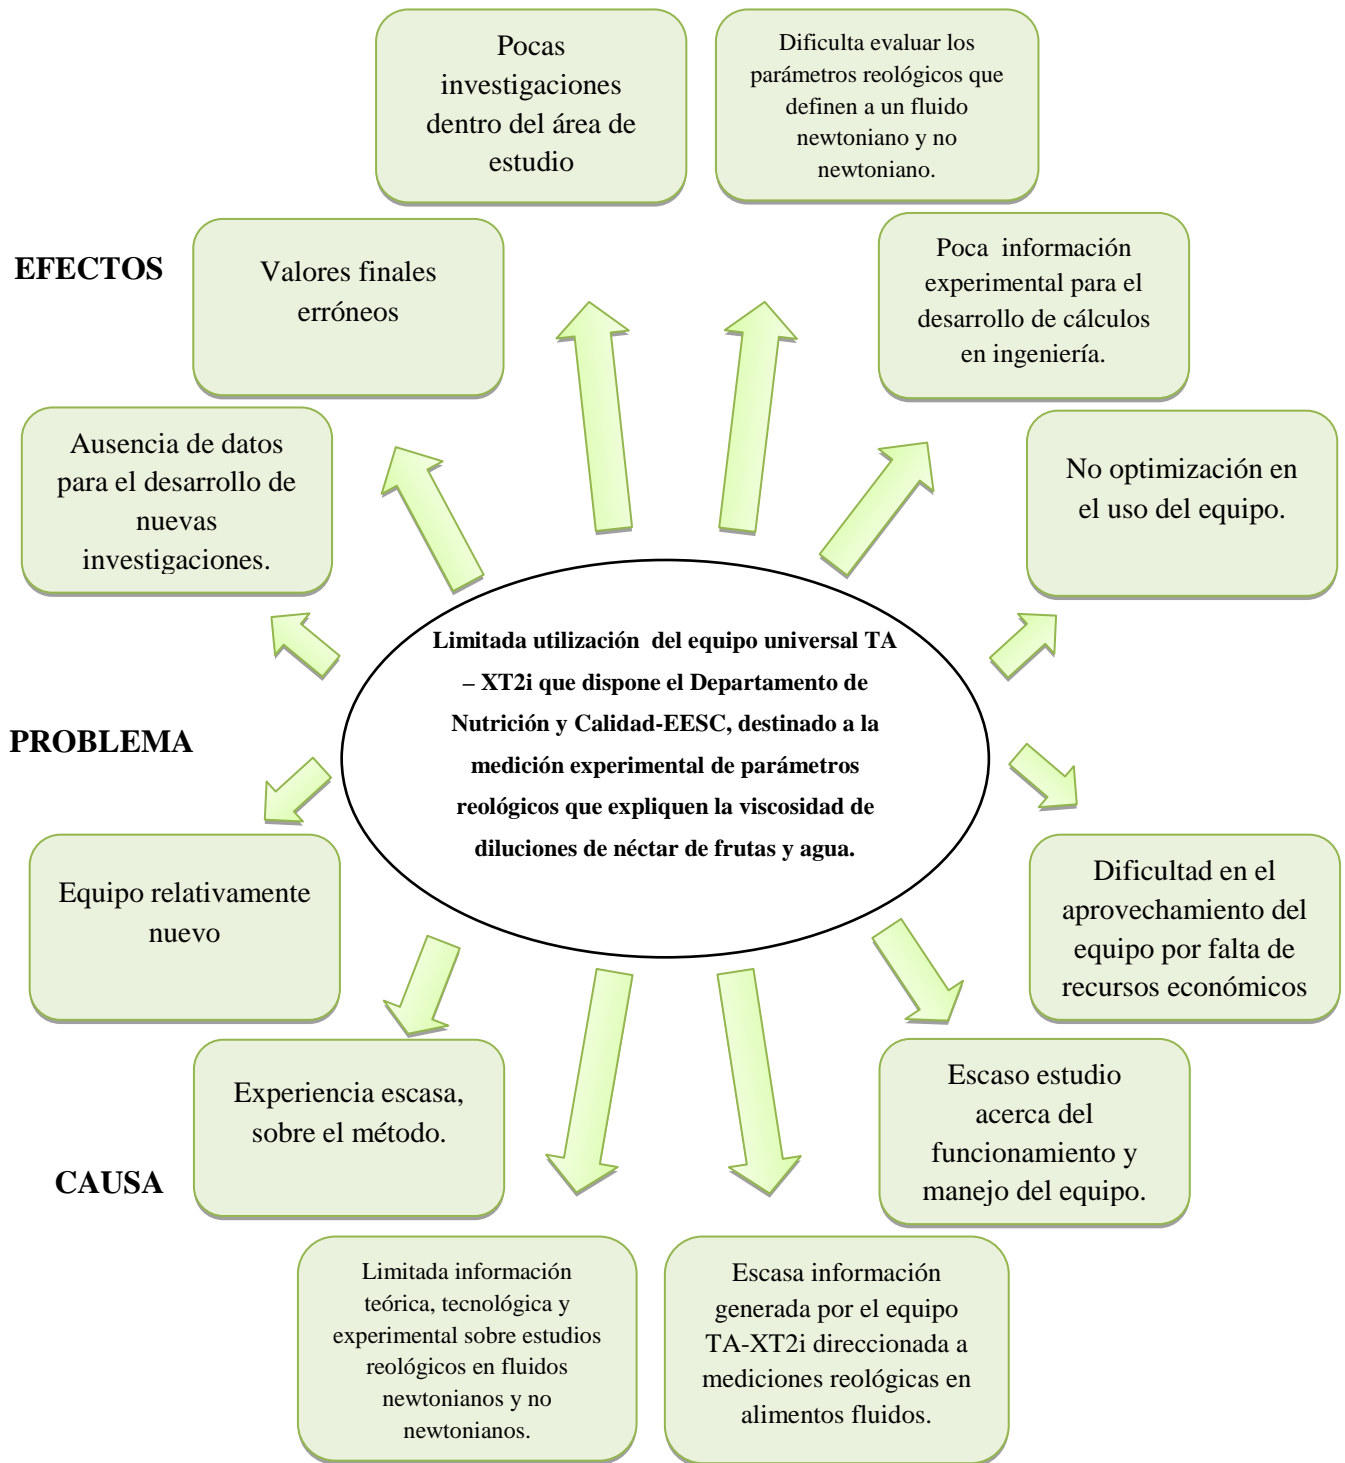 Pocas
investigaciones
dentro del área de
estudio
Dificulta evaluar los
parámetros reológicos que
definen a un fluido
newtoniano y no
newtoniano.
EFECTOS
Valores finales
erróneos
Poca información
experimental para el
desarrollo de cálculos
en ingeniería.
Ausencia de datos
para el desarrollo de
nuevas
investigaciones.
No optimización en
el uso del equipo.
Limitada utilización del equipo universal TA
– XT2i que dispone el Departamento de
Nutrición y Calidad-EESC, destinado a la
medición experimental de parámetros
reológicos que expliquen la viscosidad de
diluciones de néctar de frutas y agua.
PROBLEMA
Equipo relativamente
nuevo
Dificultad en el
aprovechamiento del
equipo por falta de
recursos económicos
Experiencia escasa,
sobre el método.
Escaso estudio
acerca del
funcionamiento y
manejo del equipo.
CAUSA
Limitada información
teórica, tecnológica y
experimental sobre estudios
reológicos en fluidos
newtonianos y no
newtonianos.
Escasa información
generada por el equipo
TA-XT2i direccionada a
mediciones reológicas en
alimentos fluidos.